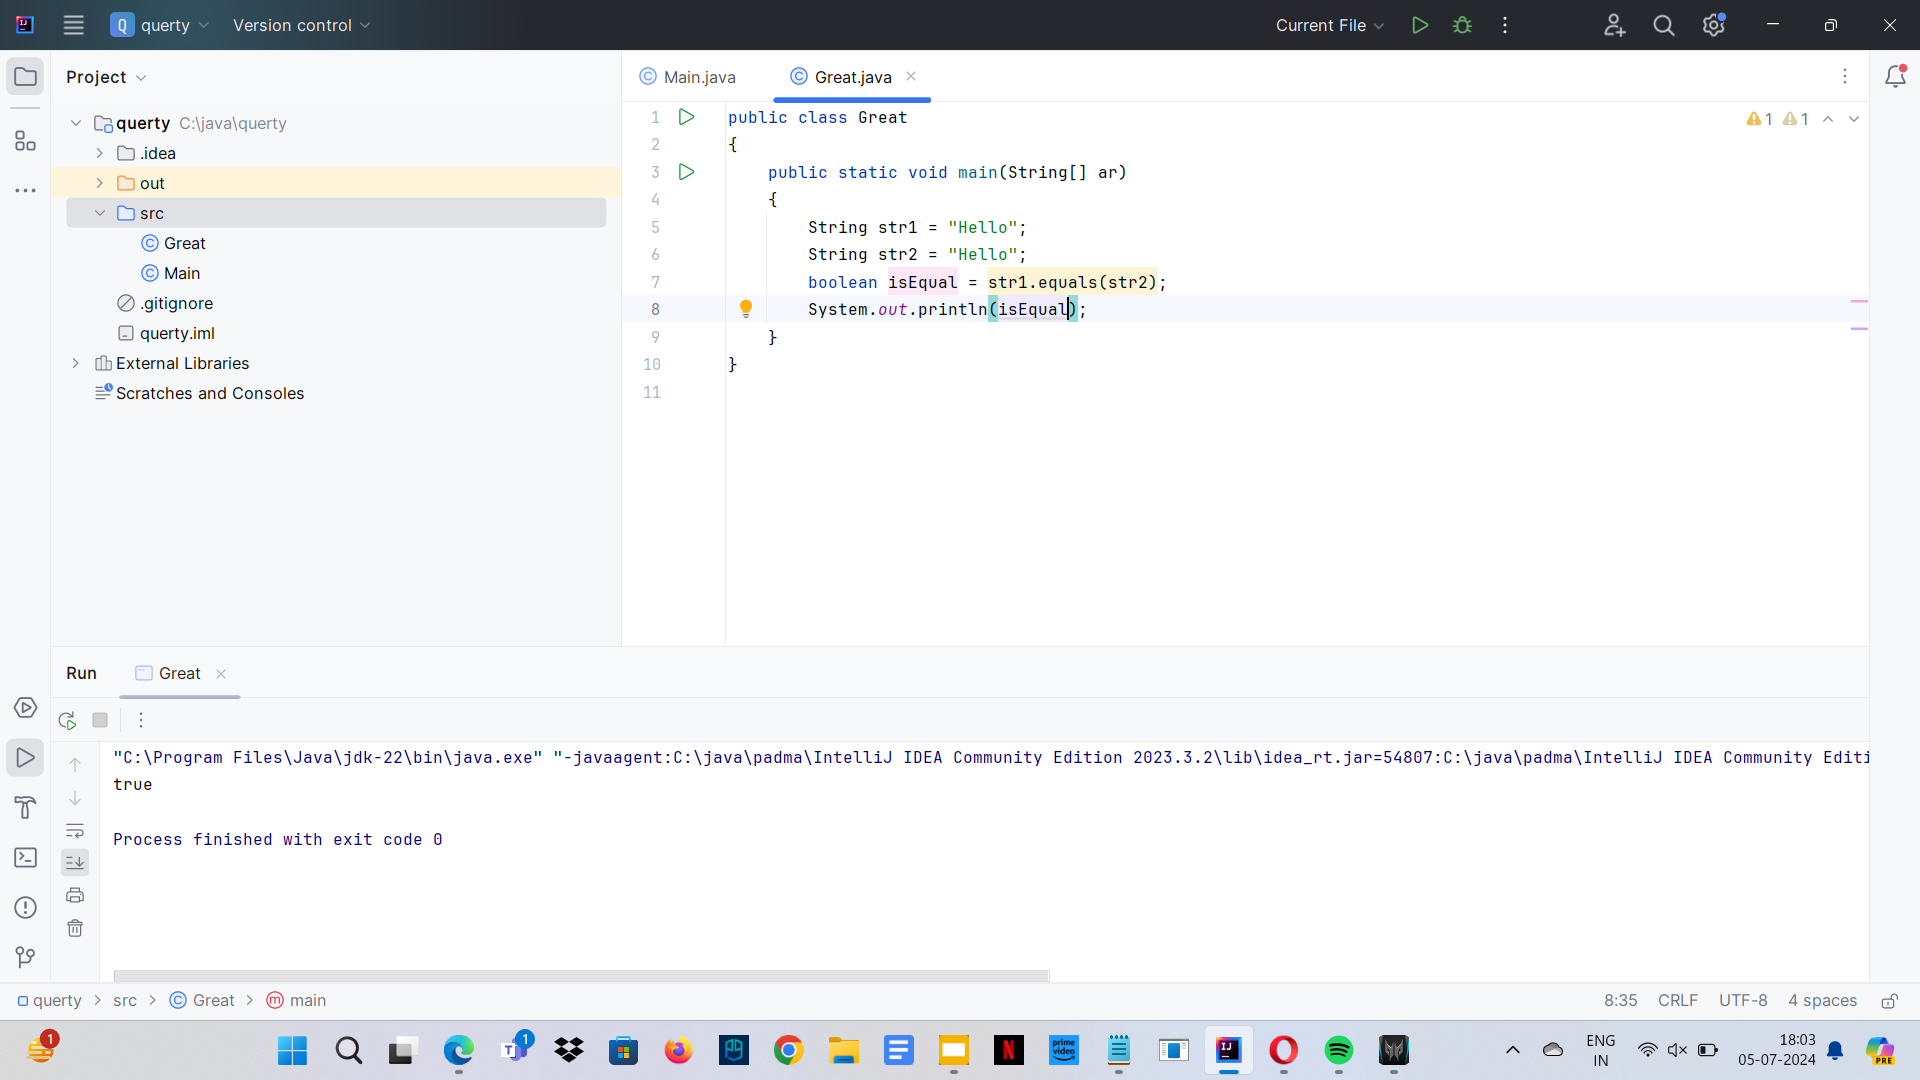 querty
Version control
Current File
Project
Main.java
Great.java
querty C:\java\querty
.idea
out
src
Great
Main
.gitignore
querty.iml
External Libraries
Scratches and Consoles
1 public class Great
2 {
3 public static void main(String[] ar)
4 {
5 String str1 = "Hello";
6 String str2 = "Hello";
7 boolean isEqual = str1.equals(str2);
8 System.out.println(isEqual);
9 }
10 }
11
1 1
Run Great
"C:\Program Files\Java\jdk-22\bin\java.exe" "-javaagent:C:\java\padma\IntelliJ IDEA Community Edition 2023.3.2\lib\idea_rt.jar=54807:C:\java\padma\IntelliJ IDEA Community Editi
true
Process finished with exit code 0
querty > src > Great > main
8:35 CRLF UTF-8 4 spaces
1
1
prime video
ENG
IN
18:03
05-07-2024
PRE